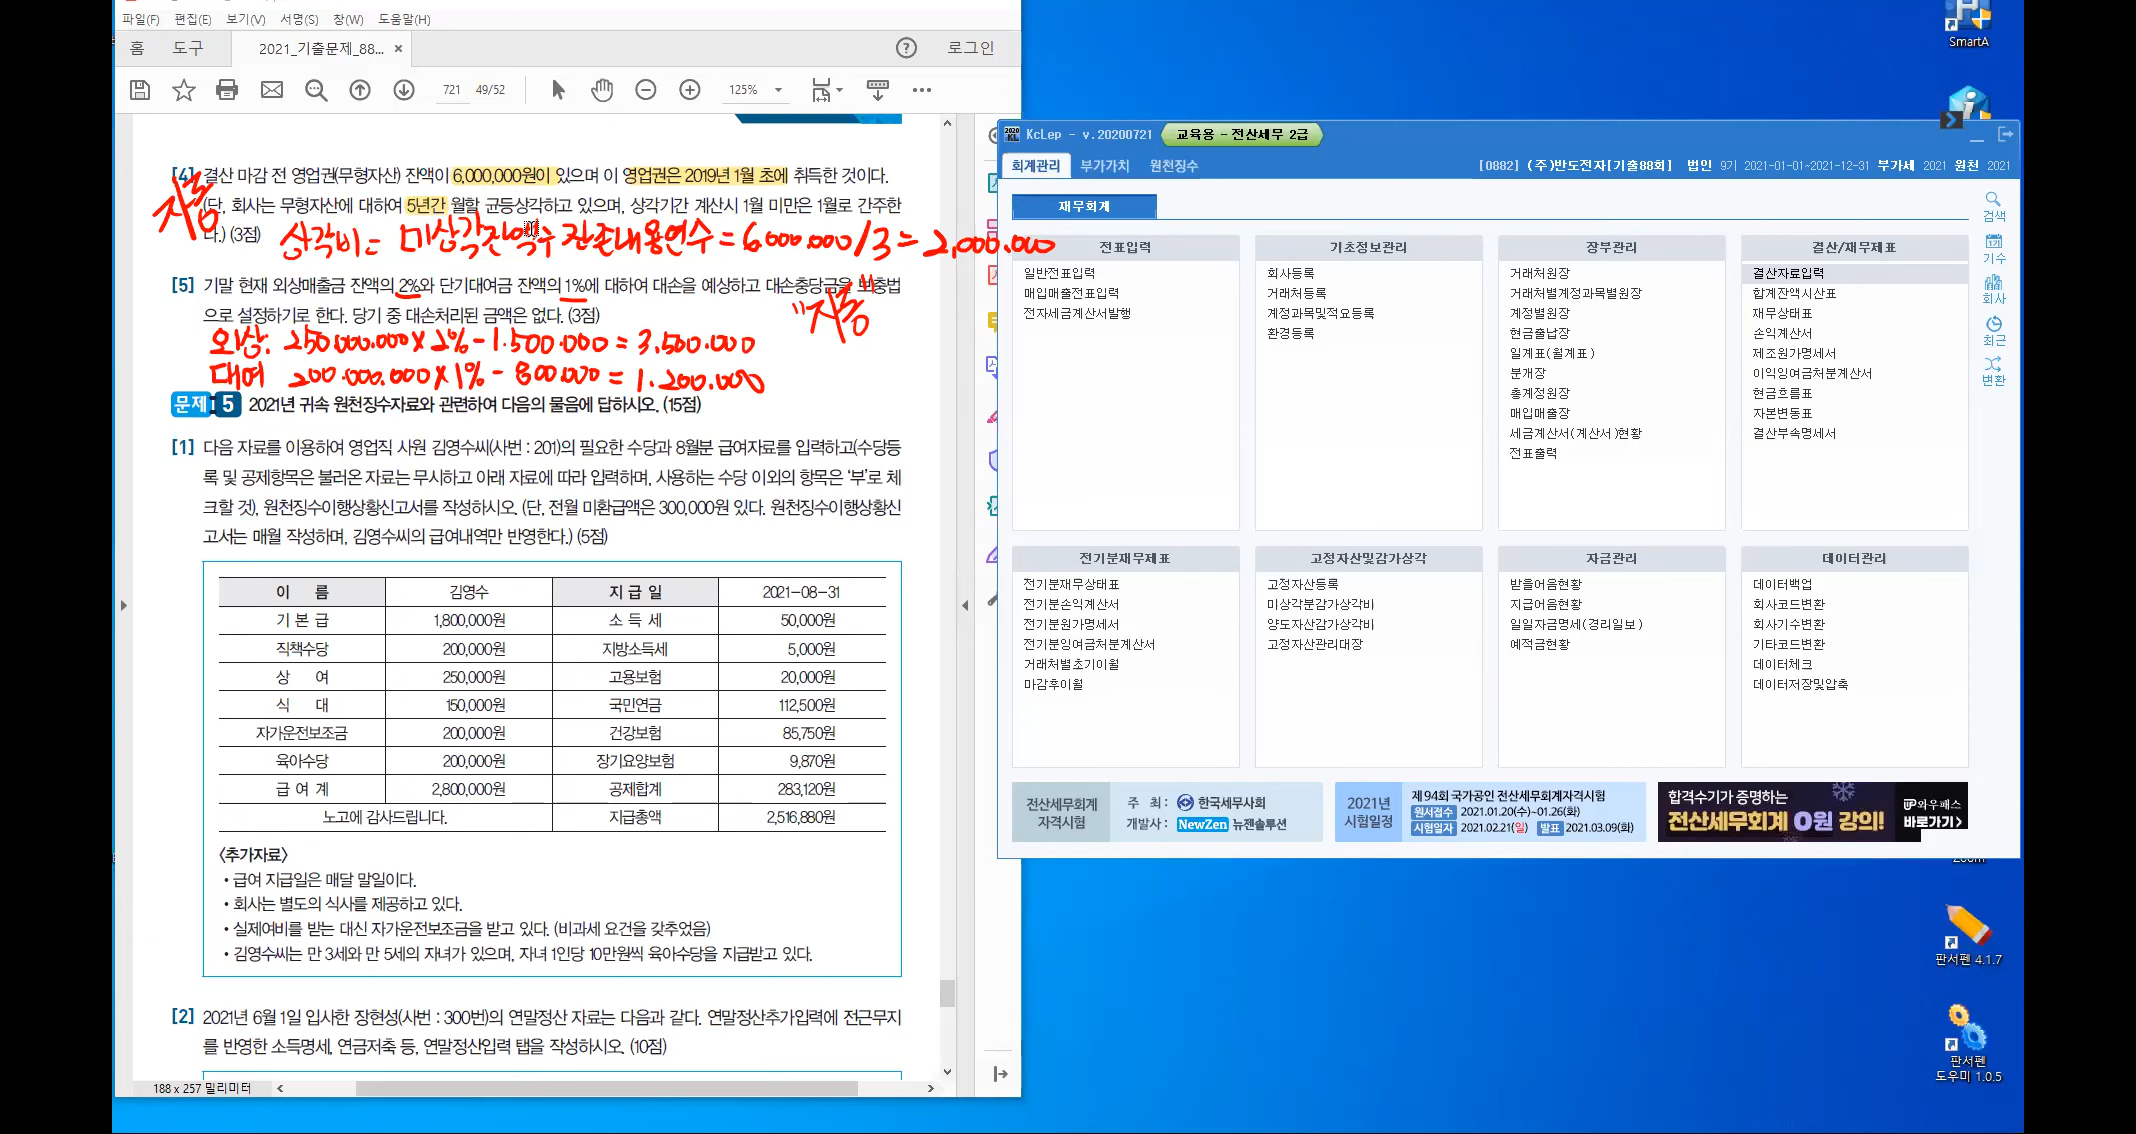 파일(F) 편집(E) 보기(V) 서명(S) 창(W) 도움말(H)
홈 도구 2021_기출문제_88... × ? 로그인
721 49/52 125%
[4] 결산 마감 전 영업권(무형자산) 잔액이 6,000,000원이 있으며 이 영업권은 2019년 1월 초에 취득한 것이다.
(단, 회사는 무형자산에 대하여 5년간 월할 균등상각하고 있으며, 상각기간 계산시 1월 미만은 1월로 간주한
다.) (3점)
자동
상각비 = 미상각잔액수 잔존내용연수 = 6,000,000/3 = 2,000,000
[5] 기말 현재 외상매출금 잔액의 2%와 단기대여금 잔액의 1%에 대하여 대손을 예상하고 대손충당금을 보충법
으로 설정하기로 한다. 당기 중 대손처리된 금액은 없다. (3점)
"자동"
외상: 250,000,000 x 2% - 1,500,000 = 3,500,000
대여 200,000,000 x 1% - 800,000 = 1,200,000
문제 5 2021년 귀속 원천징수자료와 관련하여 다음의 물음에 답하시오. (15점)
[1] 다음 자료를 이용하여 영업직 사원 김영수씨(사번 : 201)의 필요한 수당과 8월분 급여자료를 입력하고(수당등
록 및 공제항목은 불러온 자료는 무시하고 아래 자료에 따라 입력하며, 사용하는 수당 이외의 항목은 '부'로 체
크할 것), 원천징수이행상황신고서를 작성하시오. (단, 전월 미환급액은 300,000원 있다. 원천징수이행상황신
고서는 매월 작성하며, 김영수씨의 급여내역만 반영한다.) (5점)
이 름 김영수 지 급 일 2021-08-31
기 본 급 1,800,000원 소 득 세 50,000원
직책수당 200,000원 지방소득세 5,000원
상 여 250,000원 고용보험 20,000원
식 대 150,000원 국민연금 112,500원
자가운전보조금 200,000원 건강보험 85,750원
육아수당 200,000원 장기요양보험 9,870원
급 여 계 2,800,000원 공제합계 283,120원
노고에 감사드립니다. 지급총액 2,516,880원
〈추가자료〉
• 급여 지급일은 매달 말일이다.
• 회사는 별도의 식사를 제공하고 있다.
• 실제여비를 받는 대신 자가운전보조금을 받고 있다. (비과세 요건을 갖추었음)
• 김영수씨는 만 3세와 만 5세의 자녀가 있으며, 자녀 1인당 10만원씩 육아수당을 지급받고 있다.
[2] 2021년 6월 1일 입사한 장현성(사번 : 300번)의 연말정산 자료는 다음과 같다. 연말정산추가입력에 전근무지
를 반영한 소득명세, 연금저축 등, 연말정산입력 탭을 작성하시오. (10점)
188 x 257 밀리미터
KcLep - v.20200721 교육용 - 전산세무 2급
회계관리 부가가치 원천징수 [0882] (주)반도전자[기출88회] 법인 9기 2021-01-01~2021-12-31 부가세 2021 원천 2021
재무회계
전표입력
일반전표입력
매입매출전표입력
전자세금계산서발행
기초정보관리
회사등록
거래처등록
계정과목및적요등록
환경등록
장부관리
거래처원장
거래처별계정과목별원장
계정별원장
현금출납장
일계표(월계표)
분개장
총계정원장
매입매출장
세금계산서(계산서)현황
전표출력
결산/재무제표
결산자료입력
합계잔액시산표
재무상태표
손익계산서
제조원가명세서
이익잉여금처분계산서
현금흐름표
자본변동표
결산부속명세서
전기분재무제표
전기분재무상태표
전기분손익계산서
전기분원가명세서
전기분잉여금처분계산서
거래처별초기이월
마감후이월
고정자산및감가상각
고정자산등록
미상각분감가상각비
양도자산감가상각비
고정자산관리대장
자금관리
받을어음현황
지급어음현황
일일자금명세(경리일보)
예적금현황
데이터관리
데이터백업
회사코드변환
회사기수변환
기타코드변환
데이터체크
데이터저장및압축
검색
기수
회사
최근
변환
전산세무회계
자격시험
주 최 : 한국세무사회
개발사 : NewZen 뉴젠솔루션
2021년
시험일정
제 94회 국가공인 전산세무회계자격시험
원서접수 2021.01.20(수)~01.26(화)
시험일자 2021.02.21(일) 발표 2021.03.09(화)
합격수기가 증명하는
전산세무회계 0원 강의!
와우패스
바로가기>
SmartA
Zoom
판서펜 4.1.7
판서펜
도우미 1.0.5